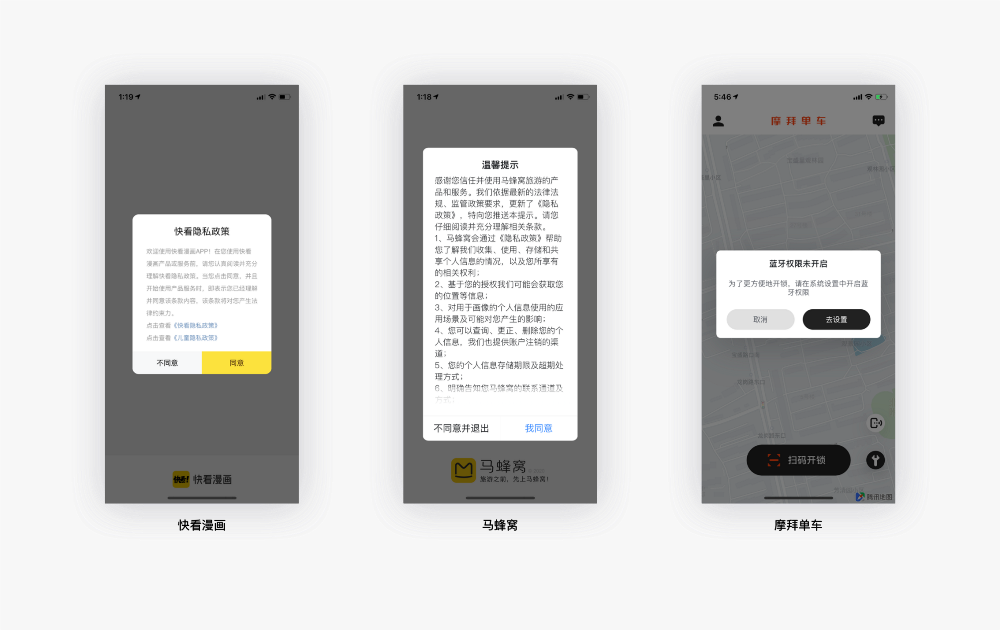 1:19
快看隐私政策
欢迎使用快看漫画APP！在您使用快看
漫画产品或服务前，请您认真阅读并充分
理解快看隐私政策。当您点击同意，并且
开始使用产品服务时，即表示您已经理解
并同意该条款内容，该条款将对您产生法
律约束力。
点击查看《快看隐私政策》
点击查看《儿童隐私政策》
不同意
同意
快看!
快看漫画
快看漫画
1:18
温馨提示
感谢您信任并使用马蜂窝旅游的产
品和服务。我们依据最新的法律法
规、监管政策要求，更新了《隐私
政策》，特向您推送本提示。请您
仔细阅读并充分理解相关条款。
1、马蜂窝会通过《隐私政策》帮助
您了解我们收集、使用、存储和共
享个人信息的情况，以及您所享有
的相关权利；
2、基于您的授权我们可能会获取您
的位置等信息；
3、对用于画像的个人信息使用的应
用场景及可能对您产生的影响；
4、您可以查询、更正、删除您的个
人信息，我们也提供账户注销的渠
道；
5、您的个人信息存储期限及超期处
理方式；
6、明确告知您马蜂窝的联系通道及
方式；
不同意并退出
我同意
马蜂窝
旅游之前，先上马蜂窝！
马蜂窝
5:46
摩拜单车
蓝牙权限未开启
为了更方便地开锁，请在系统设置中开启蓝
牙权限
取消
去设置
扫码开锁
腾讯地图
摩拜单车